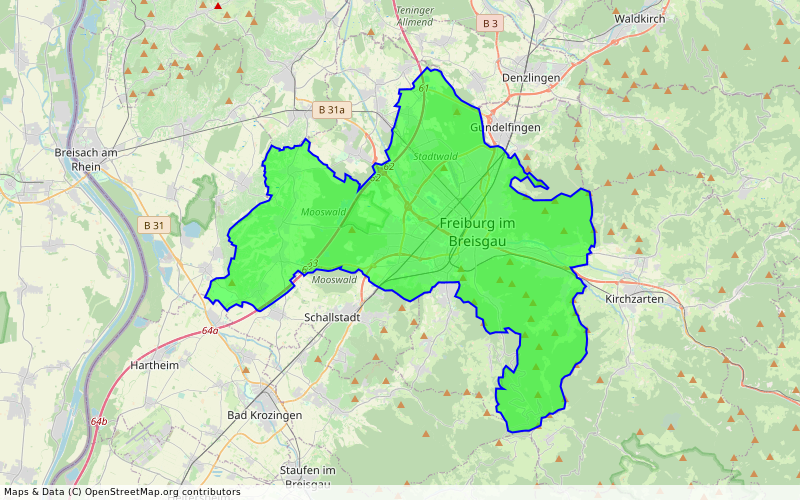 Teninger
Allmend
B 3
Waldkirch
Denzlingen
61
B 31a
Gundelfingen
Breisach am
Rhein
Stadtwald
62
Mooswald
B 31
Freiburg im
Breisgau
63
Mooswald
Kirchzarten
Schallstadt
64a
Hartheim
Bad Krozingen
64b
Staufen im
Breisgau
Maps & Data (C) OpenStreetMap.org contributors